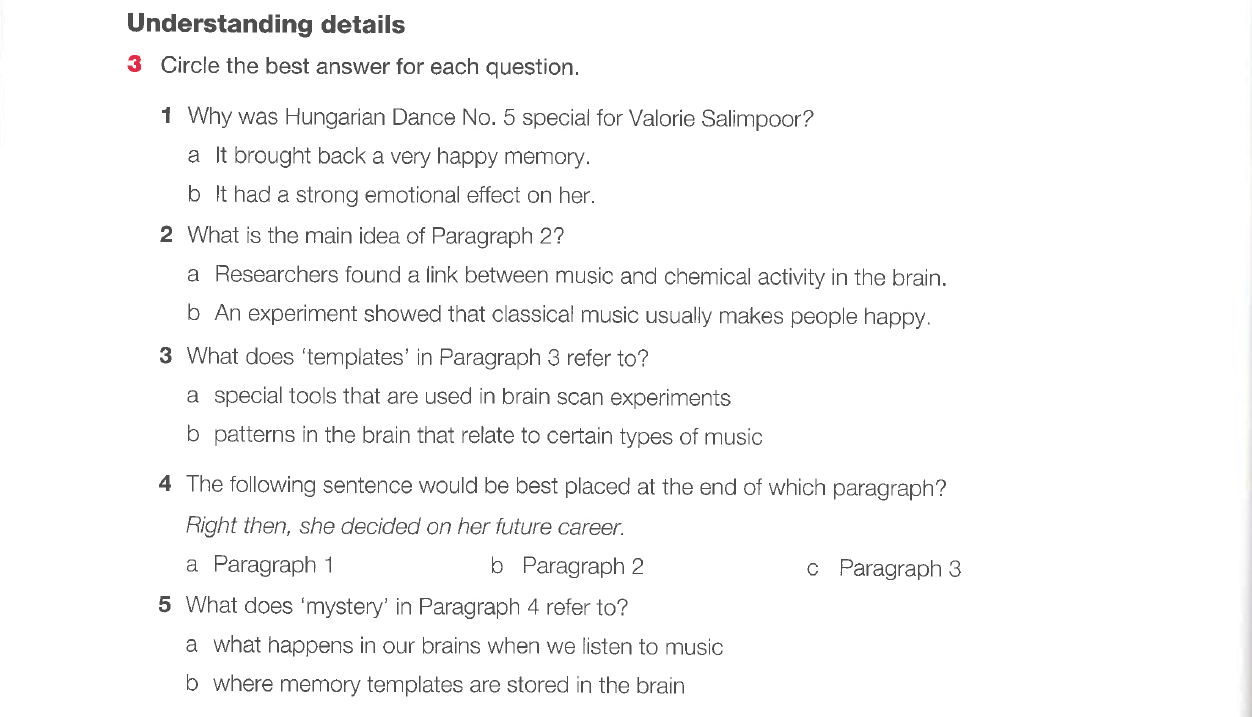 Understanding details
3 Circle the best answer for each question.
1 Why was Hungarian Dance No. 5 special for Valorie Salimpoor?
a It brought back a very happy memory.
b It had a strong emotional effect on her.
2 What is the main idea of Paragraph 2?
a Researchers found a link between music and chemical activity in the brain.
b An experiment showed that classical music usually makes people happy.
3 What does ‘templates’ in Paragraph 3 refer to?
a special tools that are used in brain scan experiments
b patterns in the brain that relate to certain types of music
4 The following sentence would be best placed at the end of which paragraph?
Right then, she decided on her future career.
a Paragraph 1 b Paragraph 2 c Paragraph 3
5 What does ‘mystery’ in Paragraph 4 refer to?
a what happens in our brains when we listen to music
b where memory templates are stored in the brain